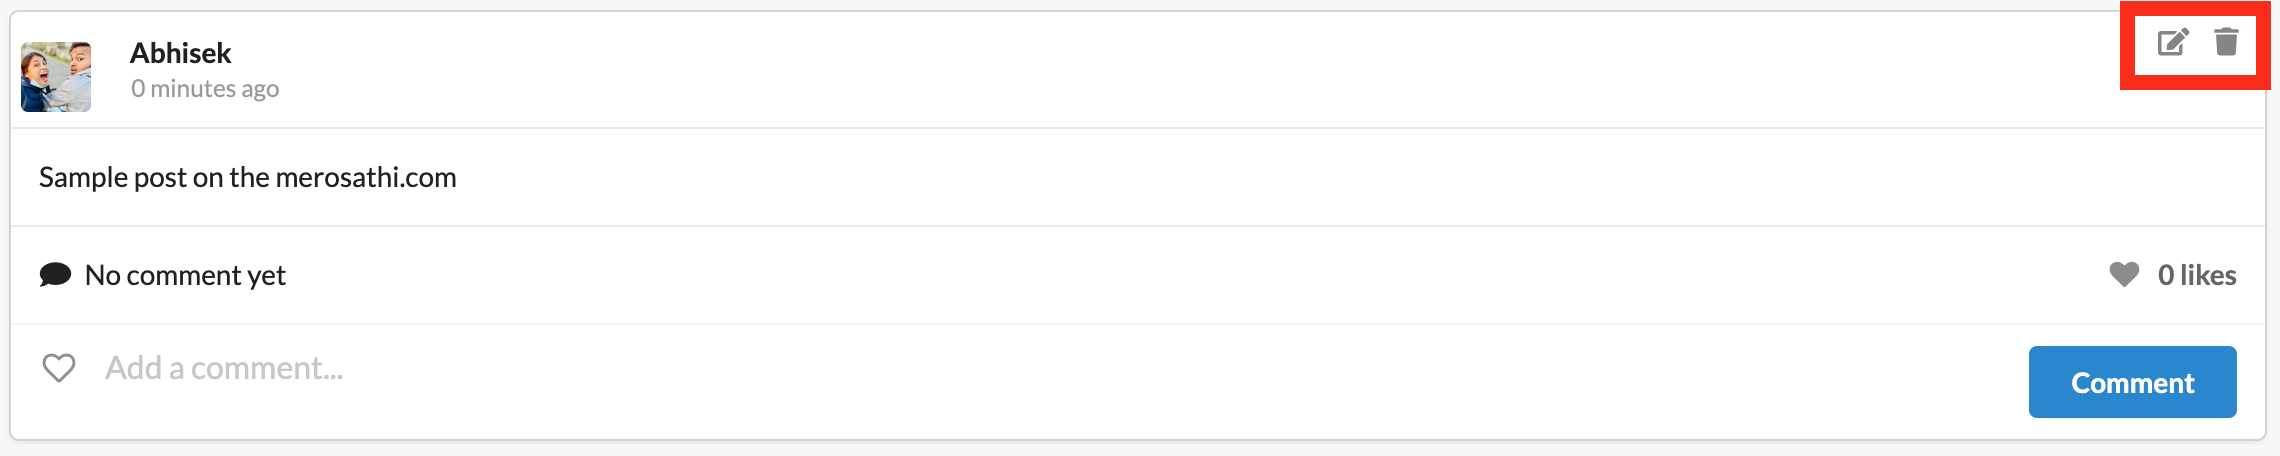 Abhisek
0 minutes ago
Sample post on the merosathi.com
No comment yet
0 likes
Add a comment...
Comment